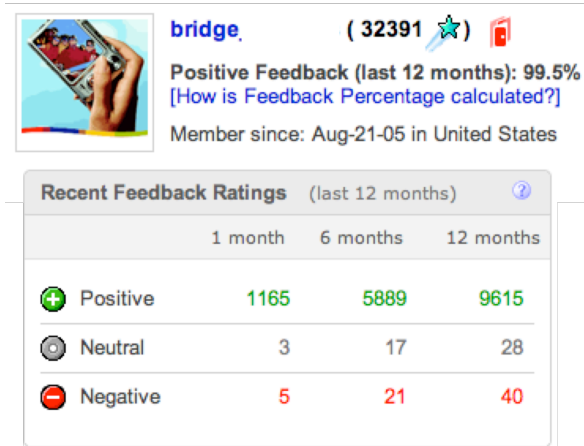 bridge ( 32391 )
Positive Feedback (last 12 months): 99.5%
[How is Feedback Percentage calculated?]
Member since: Aug-21-05 in United States
Recent Feedback Ratings (last 12 months) ?
1 month 6 months 12 months
Positive 1165 5889 9615
Neutral 3 17 28
Negative 5 21 40